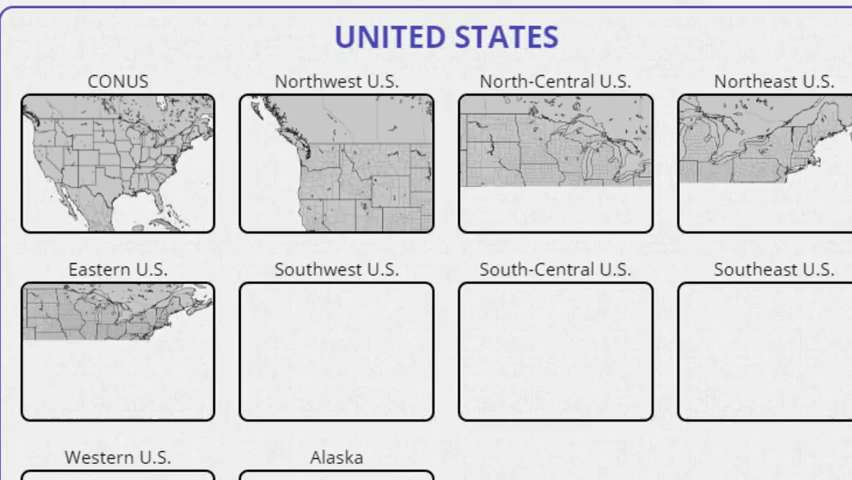 UNITED STATES
CONUS
Northwest U.S.
North-Central U.S.
Northeast U.S.
Eastern U.S.
Southwest U.S.
South-Central U.S.
Southeast U.S.
Western U.S.
Alaska